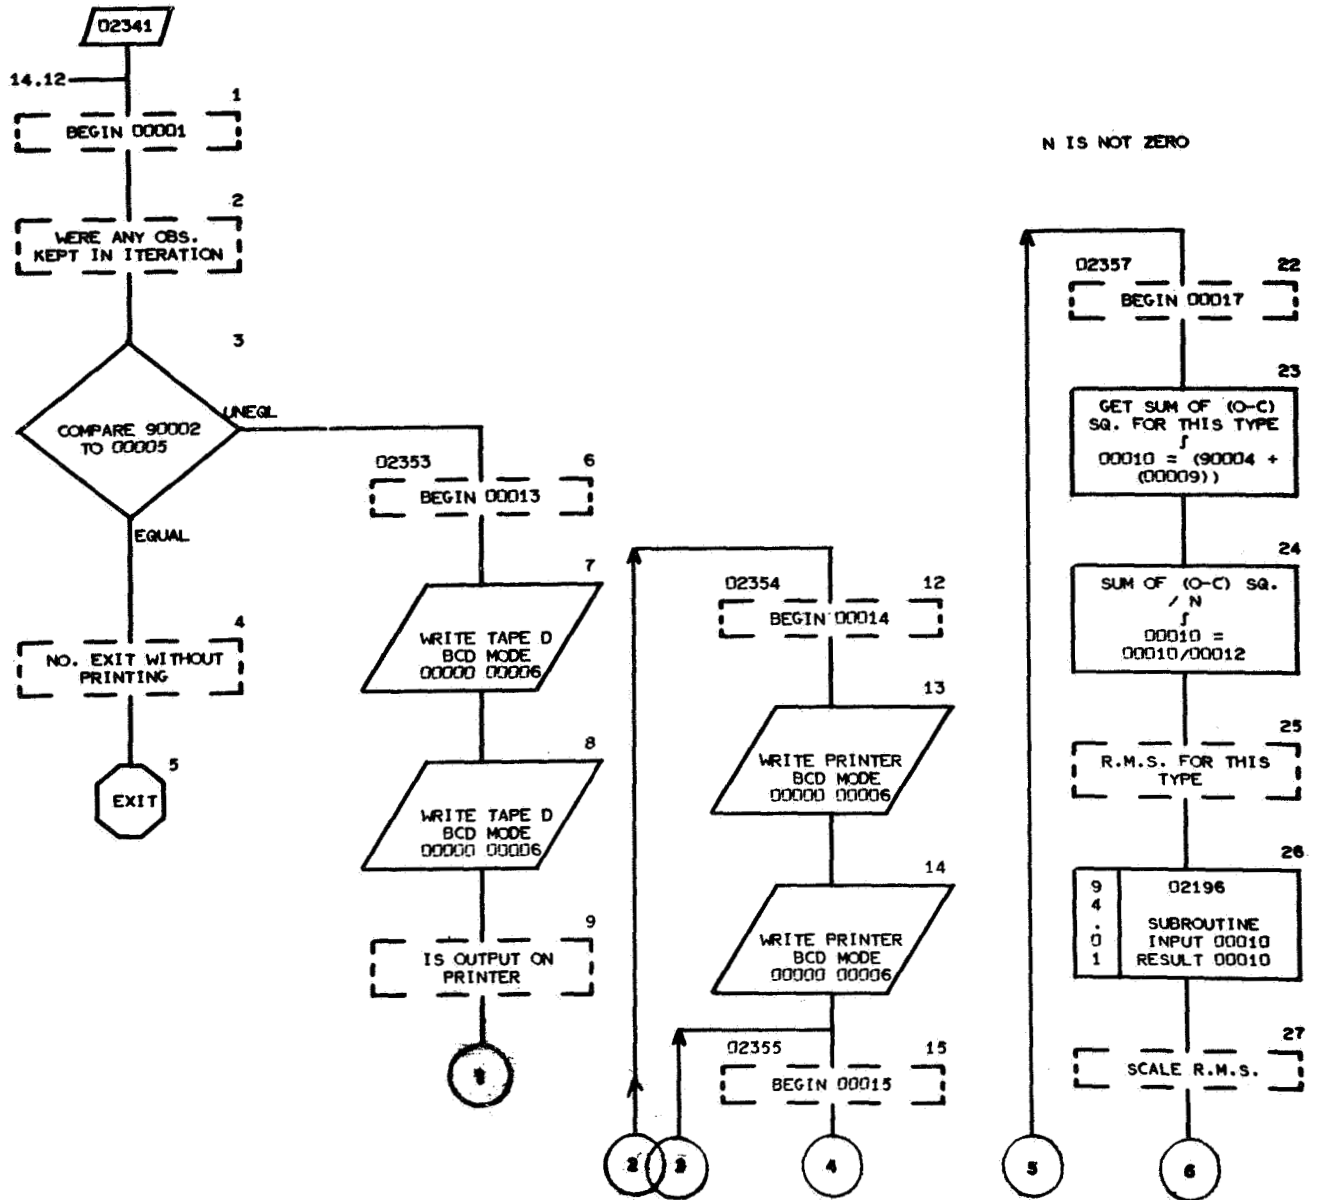 02341
14.12
1
BEGIN 00001
2
WERE ANY OBS.
KEPT IN ITERATION
3
COMPARE 90002
TO 00005
UNEQL
EQUAL
4
NO. EXIT WITHOUT
PRINTING
5
EXIT
02353
6
BEGIN 00013
7
WRITE TAPE D
BCD MODE
00000 00006
8
WRITE TAPE D
BCD MODE
00000 00006
9
IS OUTPUT ON
PRINTER
02354
12
BEGIN 00014
13
WRITE PRINTER
BCD MODE
00000 00006
14
WRITE PRINTER
BCD MODE
00000 00006
02355
15
BEGIN 00015
2
3
4
N IS NOT ZERO
02357
22
BEGIN 00017
23
GET SUM OF (O-C)
SQ. FOR THIS TYPE
∫
00010 = (90004 +
(00009))
24
SUM OF (O-C) SQ.
/ N
∫
00010 =
00010/00012
25
R.M.S. FOR THIS
TYPE
26
94.01
02196
SUBROUTINE
INPUT 00010
RESULT 00010
27
SCALE R.M.S.
5
6